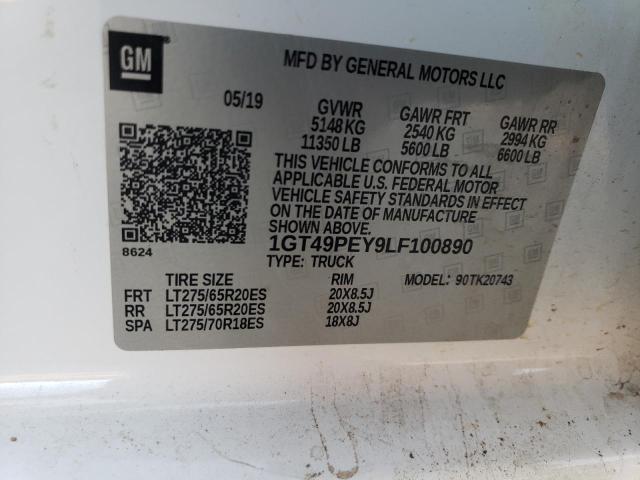 GM
MFD BY GENERAL MOTORS LLC
05/19
GVWR GAWR FRT GAWR RR
5148 KG 2540 KG 2994 KG
11350 LB 5600 LB 6600 LB
THIS VEHICLE CONFORMS TO ALL
APPLICABLE U.S. FEDERAL MOTOR
VEHICLE SAFETY STANDARDS IN EFFECT
ON THE DATE OF MANUFACTURE
SHOWN ABOVE.
8624
1GT49PEY9LF100890
TYPE: TRUCK
TIRE SIZE RIM MODEL: 90TK20743
FRT LT275/65R20ES 20X8.5J
RR LT275/65R20ES 20X8.5J
SPA LT275/70R18ES 18X8J